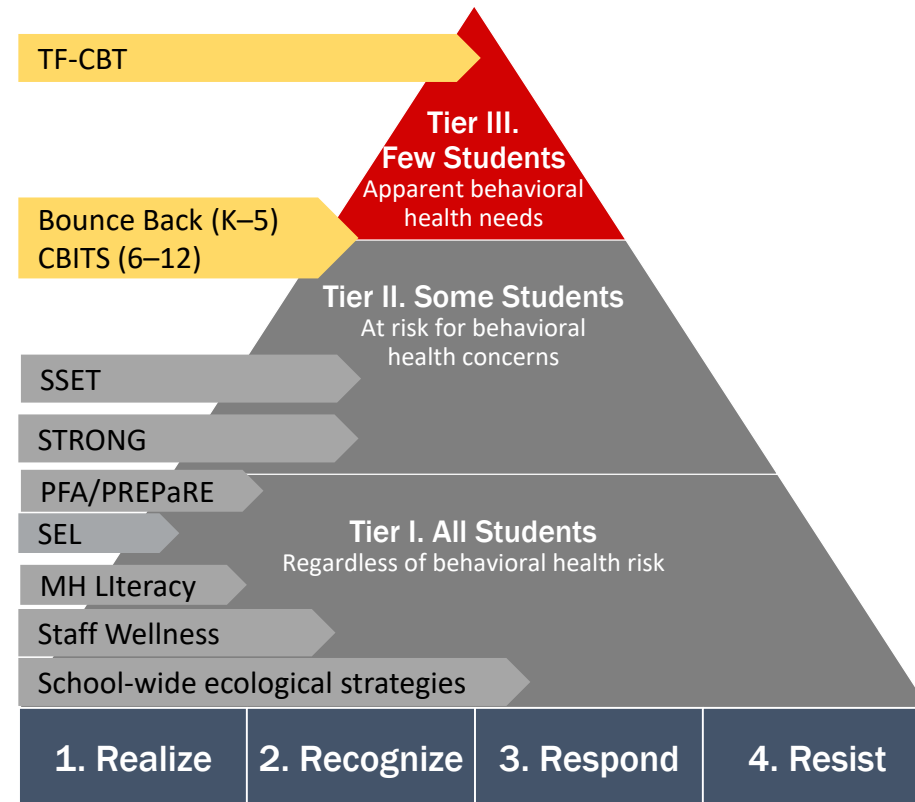 TF-CBT
Tier III.
Few Students
Apparent behavioral
health needs
Bounce Back (K–5)
CBITS (6–12)
Tier II. Some Students
At risk for behavioral
health concerns
SSET
STRONG
PFA/PREPaRE
SEL
Tier I. All Students
Regardless of behavioral health risk
MH LIteracy
Staff Wellness
School-wide ecological strategies
1. Realize
2. Recognize
3. Respond
4. Resist